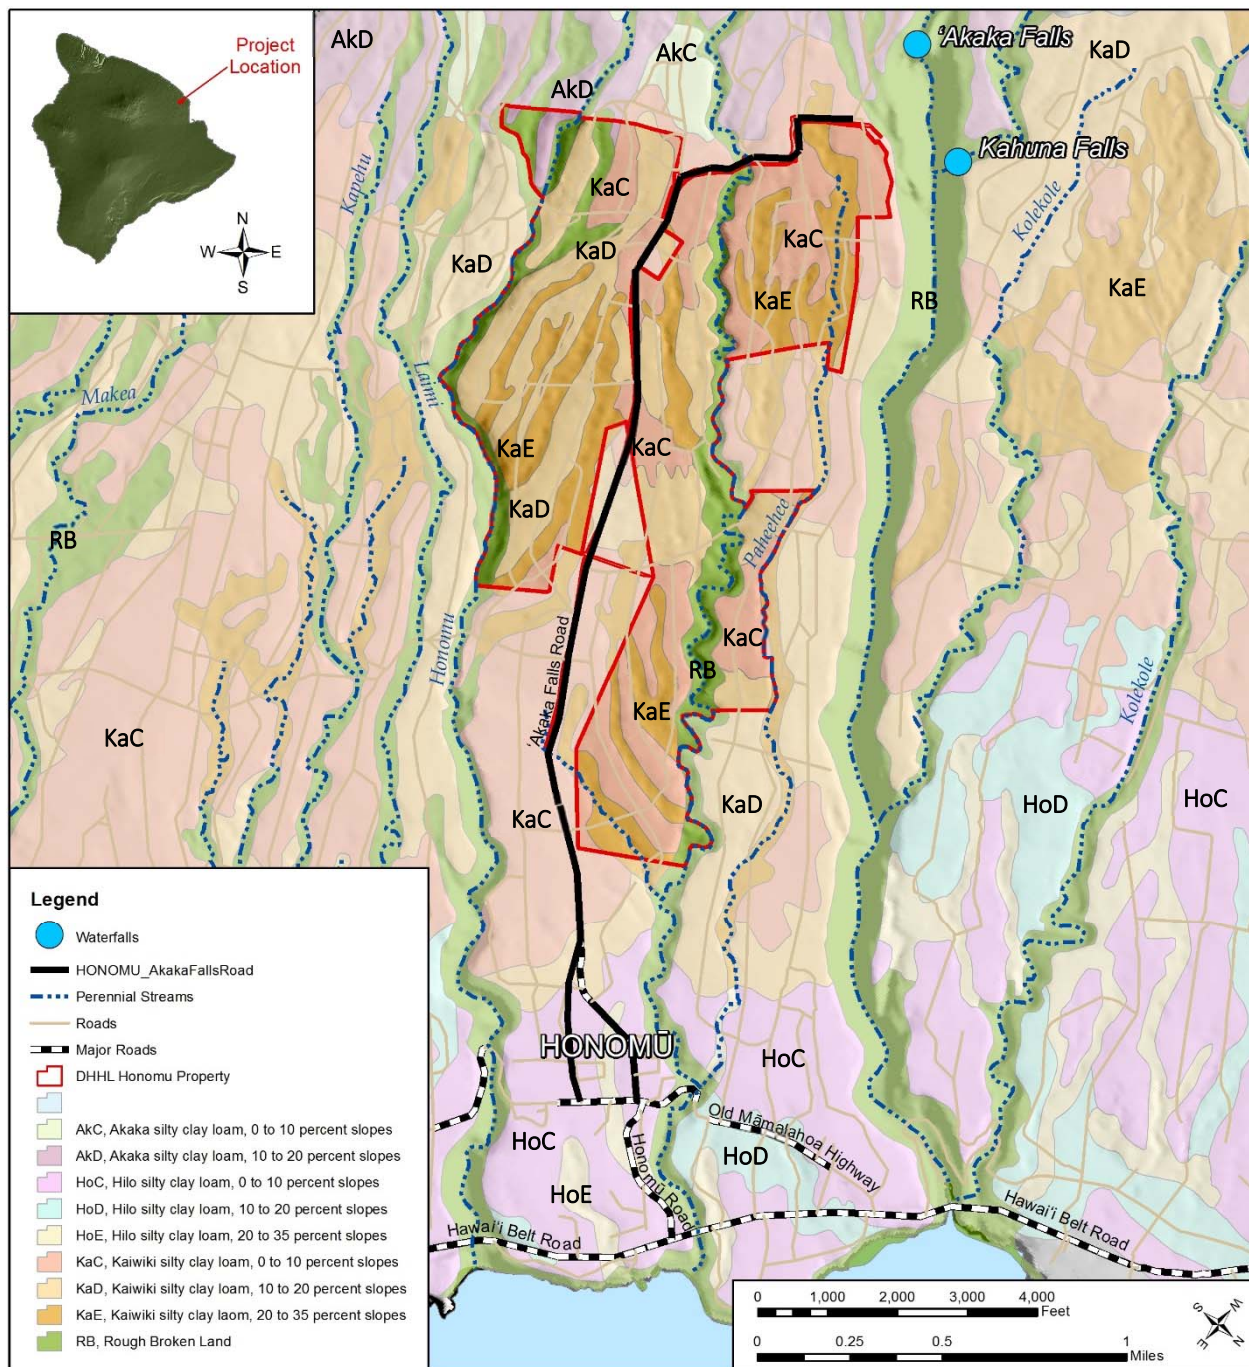 Project
Location
N
W E
S
AkD
AkC
AkD
'Akaka Falls
KaD
Kahuna Falls
Kapehu
KaC
KaD
KaD
KaC
KaE
Kolekole
RB
KaE
Makea
Laimi
KaE
KaC
KaD
RB
Paheehee
Honomu
'Akaka Falls Road
KaC
RB
KaE
Kolekole
KaC
KaD
KaC
HoD
HoC
HONOMŪ
HoC
Old Māmalahoa Highway
HoC
HoD
HoE
Honomū Road
Hawai'i Belt Road
Hawai'i Belt Road
Legend
Waterfalls
HONOMU_AkakaFallsRoad
Perennial Streams
Roads
Major Roads
DHHL Honomu Property
AkC, Akaka silty clay loam, 0 to 10 percent slopes
AkD, Akaka silty clay loam, 10 to 20 percent slopes
HoC, Hilo silty clay loam, 0 to 10 percent slopes
HoD, Hilo silty clay loam, 10 to 20 percent slopes
HoE, Hilo silty clay loam, 20 to 35 percent slopes
KaC, Kaiwiki silty clay loam, 0 to 10 percent slopes
KaD, Kaiwiki silty clay loam, 10 to 20 percent slopes
KaE, Kaiwiki silty clay laom, 20 to 35 percent slopes
RB, Rough Broken Land
0 1,000 2,000 3,000 4,000
Feet
0 0.25 0.5 1
Miles
S W
E N